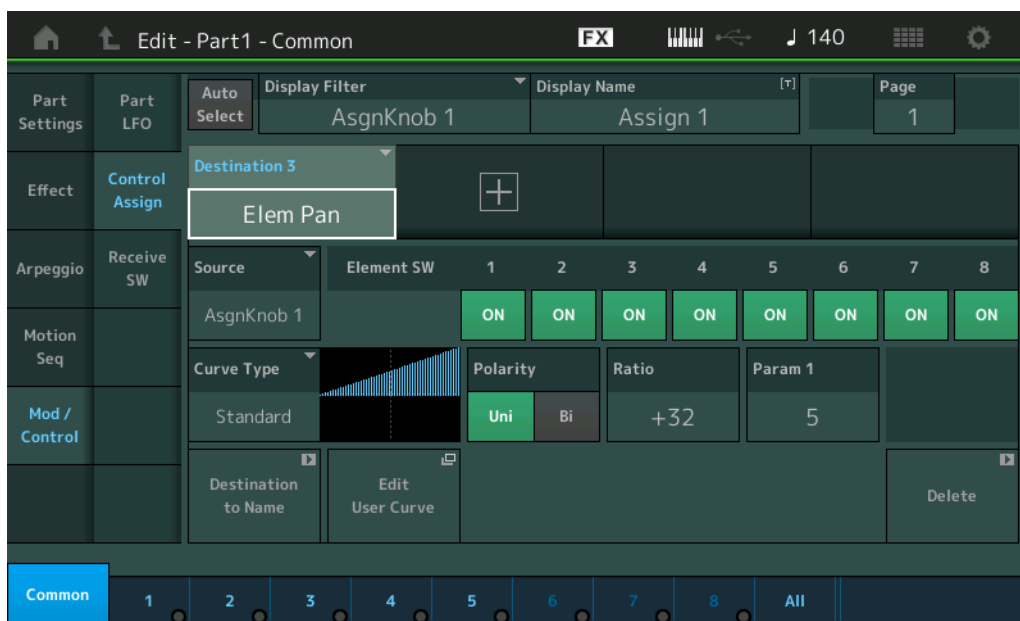 Edit - Part1 - Common
FX
140
Part Settings
Part LFO
Auto Select
Display Filter
AsgnKnob 1
Display Name
[T]
Assign 1
Page
1
Effect
Control Assign
Destination 3
Elem Pan
Arpeggio
Receive SW
Source
AsgnKnob 1
Element SW 1 2 3 4 5 6 7 8
ON ON ON ON ON ON ON ON
Motion Seq
Curve Type
Standard
Polarity
Uni Bi
Ratio
+32
Param 1
5
Mod / Control
Destination to Name
Edit User Curve
Delete
Common 1 2 3 4 5 6 7 8 All